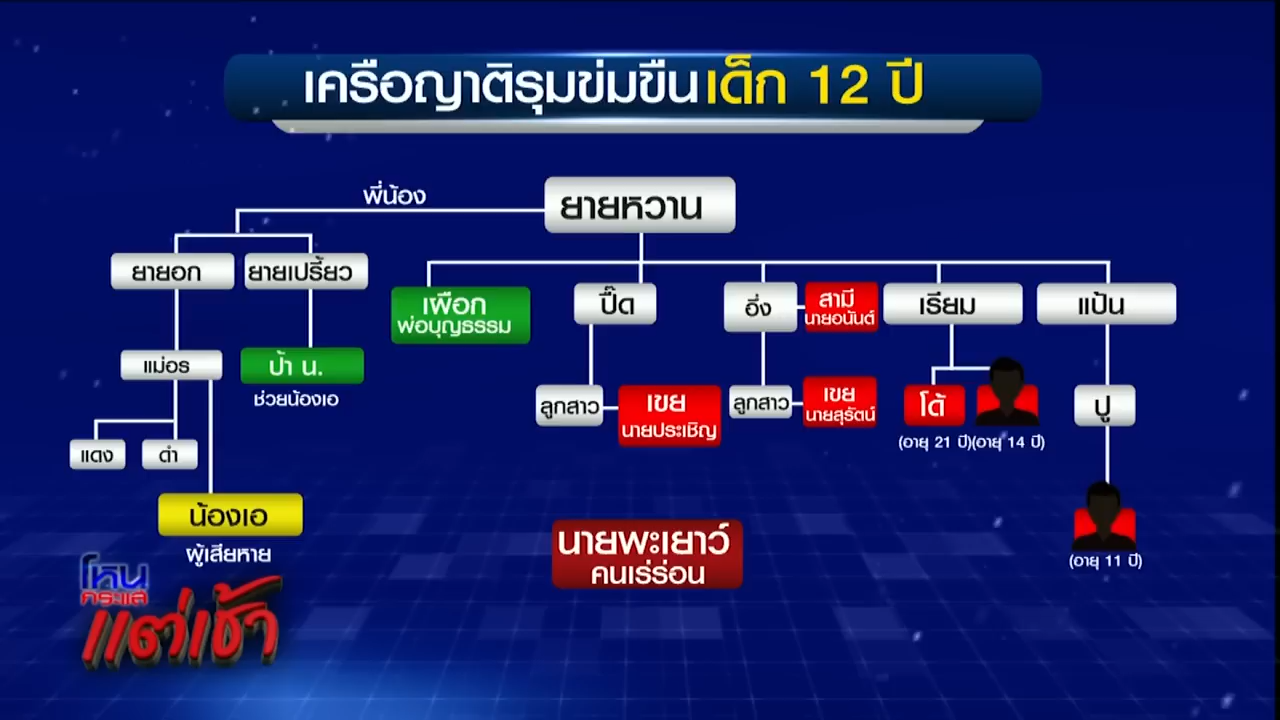 เครือญาติรุมข่มขืนเด็ก 12 ปี
พี่น้อง
ยายหวาน
ยายอก
ยายเปรี้ยว
เผือก
พ่อบุญธรรม
ปื๊ด
อึ่ง
สามี
นายอนันต์
เรียม
แป้น
แม่อร
ป้า น.
ช่วยน้องเอ
ลูกสาว
เขย
นายประเชิญ
ลูกสาว
เขย
นายสุรัตน์
โด้
(อายุ 21 ปี)
(อายุ 14 ปี)
ปู
แดง
ดำ
น้องเอ
ผู้เสียหาย
นายพะเยาว์
คนเร่ร่อน
(อายุ 11 ปี)
โหนกระแส
แต่เช้า